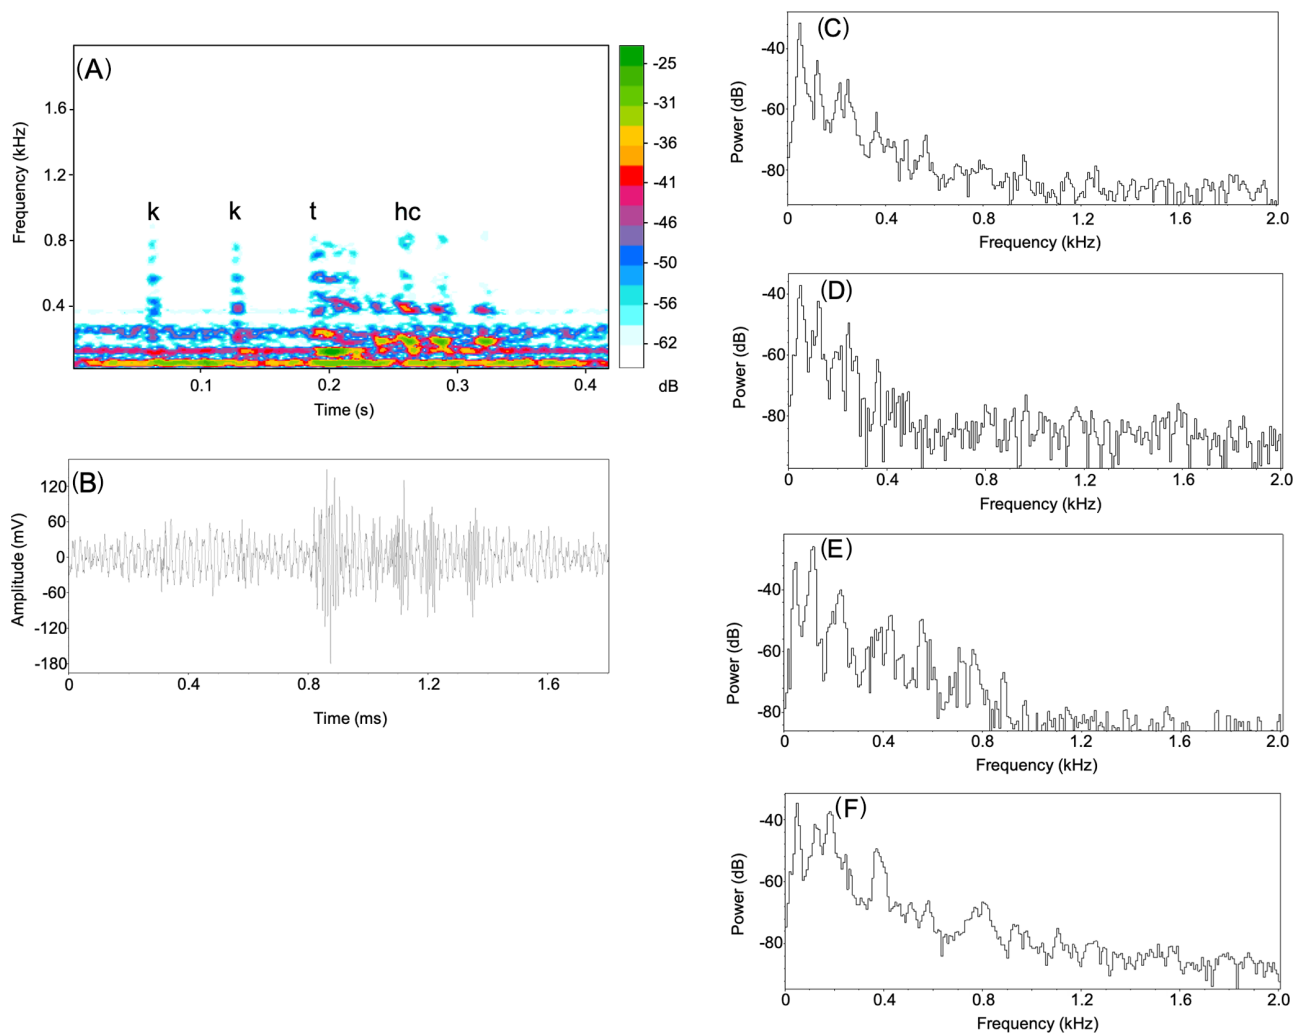 (A)
Frequency (kHz)
1.6
1.2
0.8
0.4
k k t hc
0.1 0.2 0.3 0.4
Time (s)
-25
-31
-36
-41
-46
-50
-56
-62
dB
(B)
Amplitude (mV)
120
60
0
-60
-120
-180
0 0.4 0.8 1.2 1.6
Time (ms)
(C)
Power (dB)
-40
-60
-80
0 0.4 0.8 1.2 1.6 2.0
Frequency (kHz)
(D)
Power (dB)
-40
-60
-80
0 0.4 0.8 1.2 1.6 2.0
Frequency (kHz)
(E)
Power (dB)
-40
-60
-80
0 0.4 0.8 1.2 1.6 2.0
Frequency (kHz)
(F)
Power (dB)
-40
-60
-80
0 0.4 0.8 1.2 1.6 2.0
Frequency (kHz)